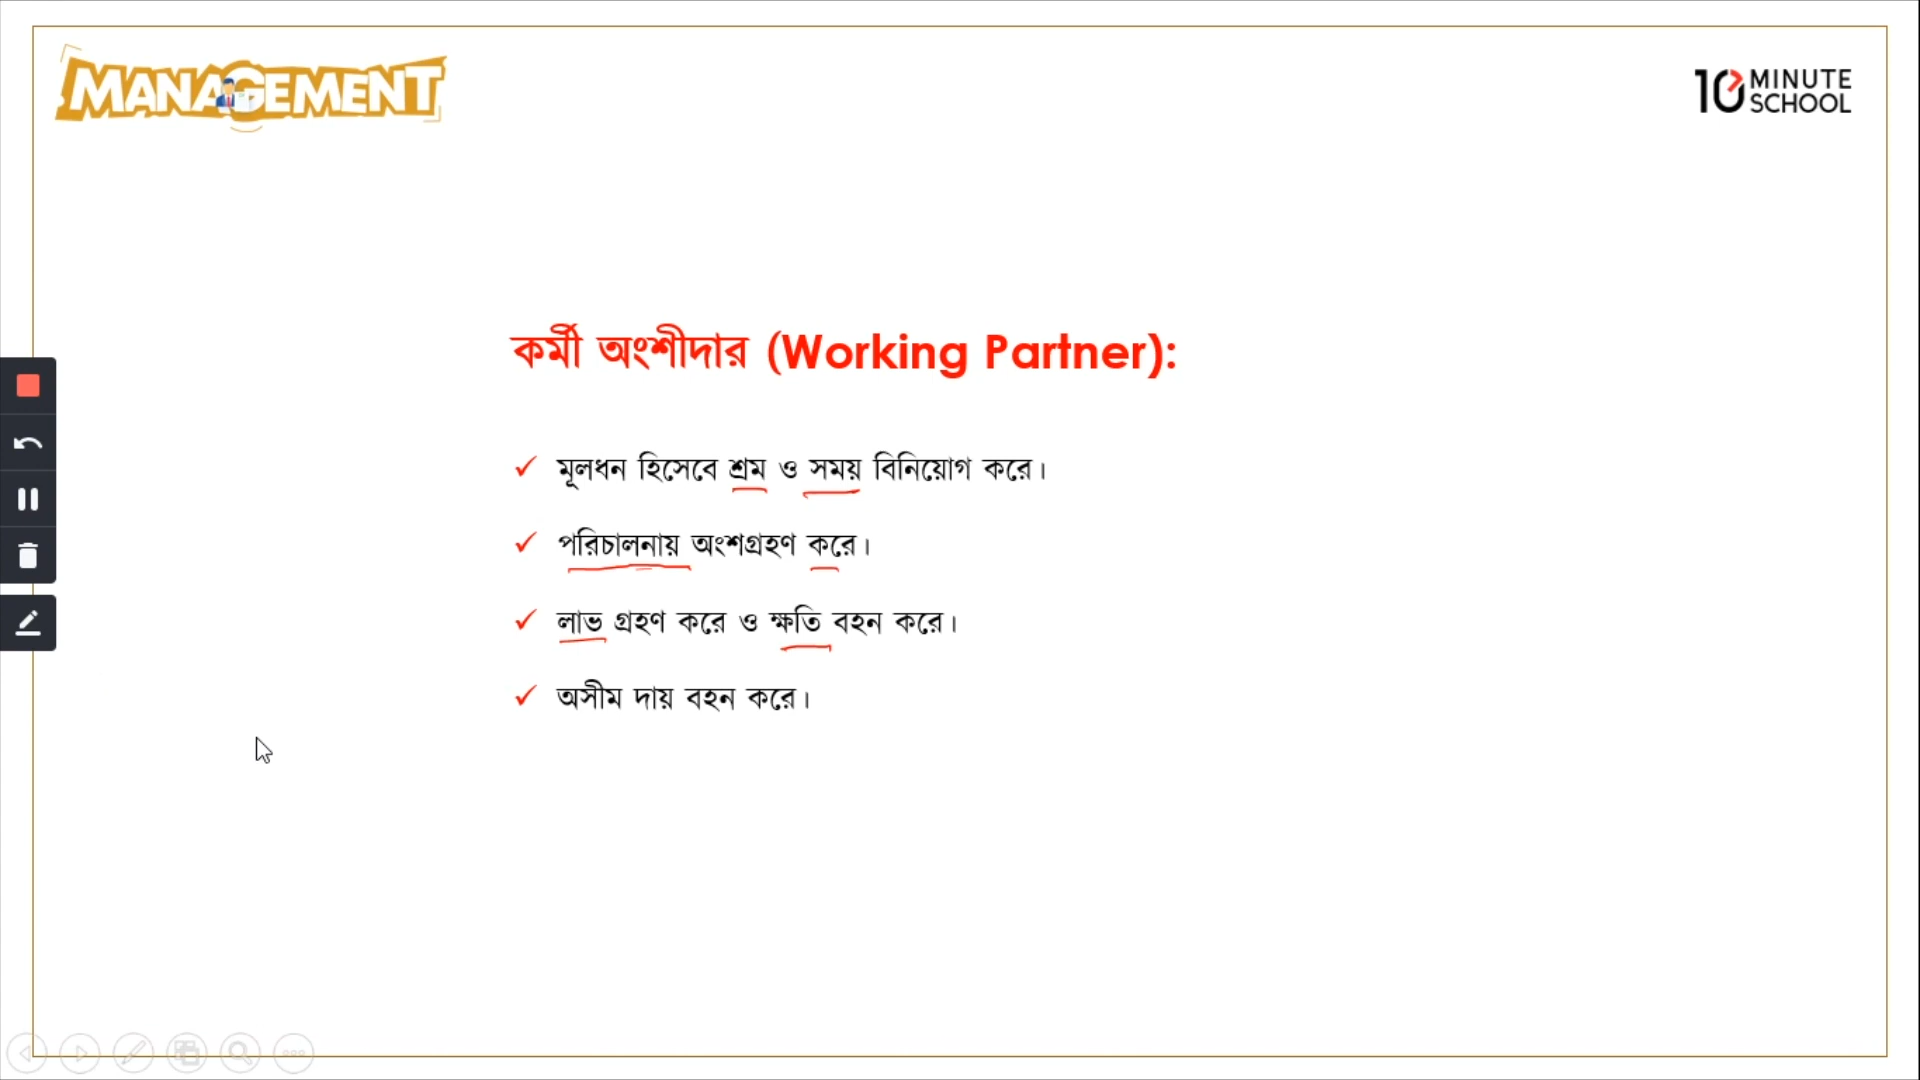 MANAGEMENT
10 MINUTE SCHOOL
কর্মী অংশীদার (Working Partner):
✓ মূলধন হিসেবে শ্রম ও সময় বিনিয়োগ করে।
✓ পরিচালনায় অংশগ্রহণ করে।
✓ লাভ গ্রহণ করে ও ক্ষতি বহন করে।
✓ অসীম দায় বহন করে।